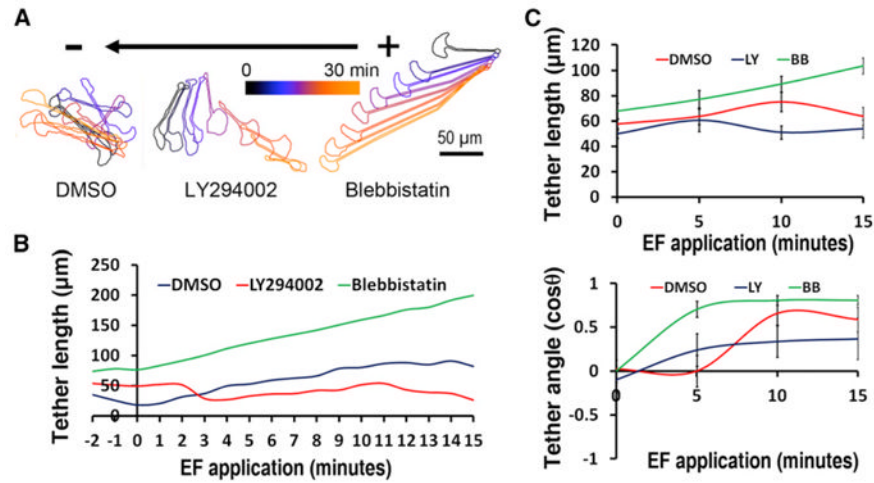 A
- +
0 30 min
50 µm
DMSO LY294002 Blebbistatin
B
Tether length (µm)
250
200
150
100
50
0
DMSO LY294002 Blebbistatin
-2 -1 0 1 2 3 4 5 6 7 8 9 10 11 12 13 14 15
EF application (minutes)
C
Tether length (µm)
120
100
80
60
40
20
0
DMSO LY BB
0 5 10 15
EF application (minutes)
Tether angle (cosθ)
1
0.5
0
-0.5
-1
DMSO LY BB
0 5 10 15
EF application (minutes)